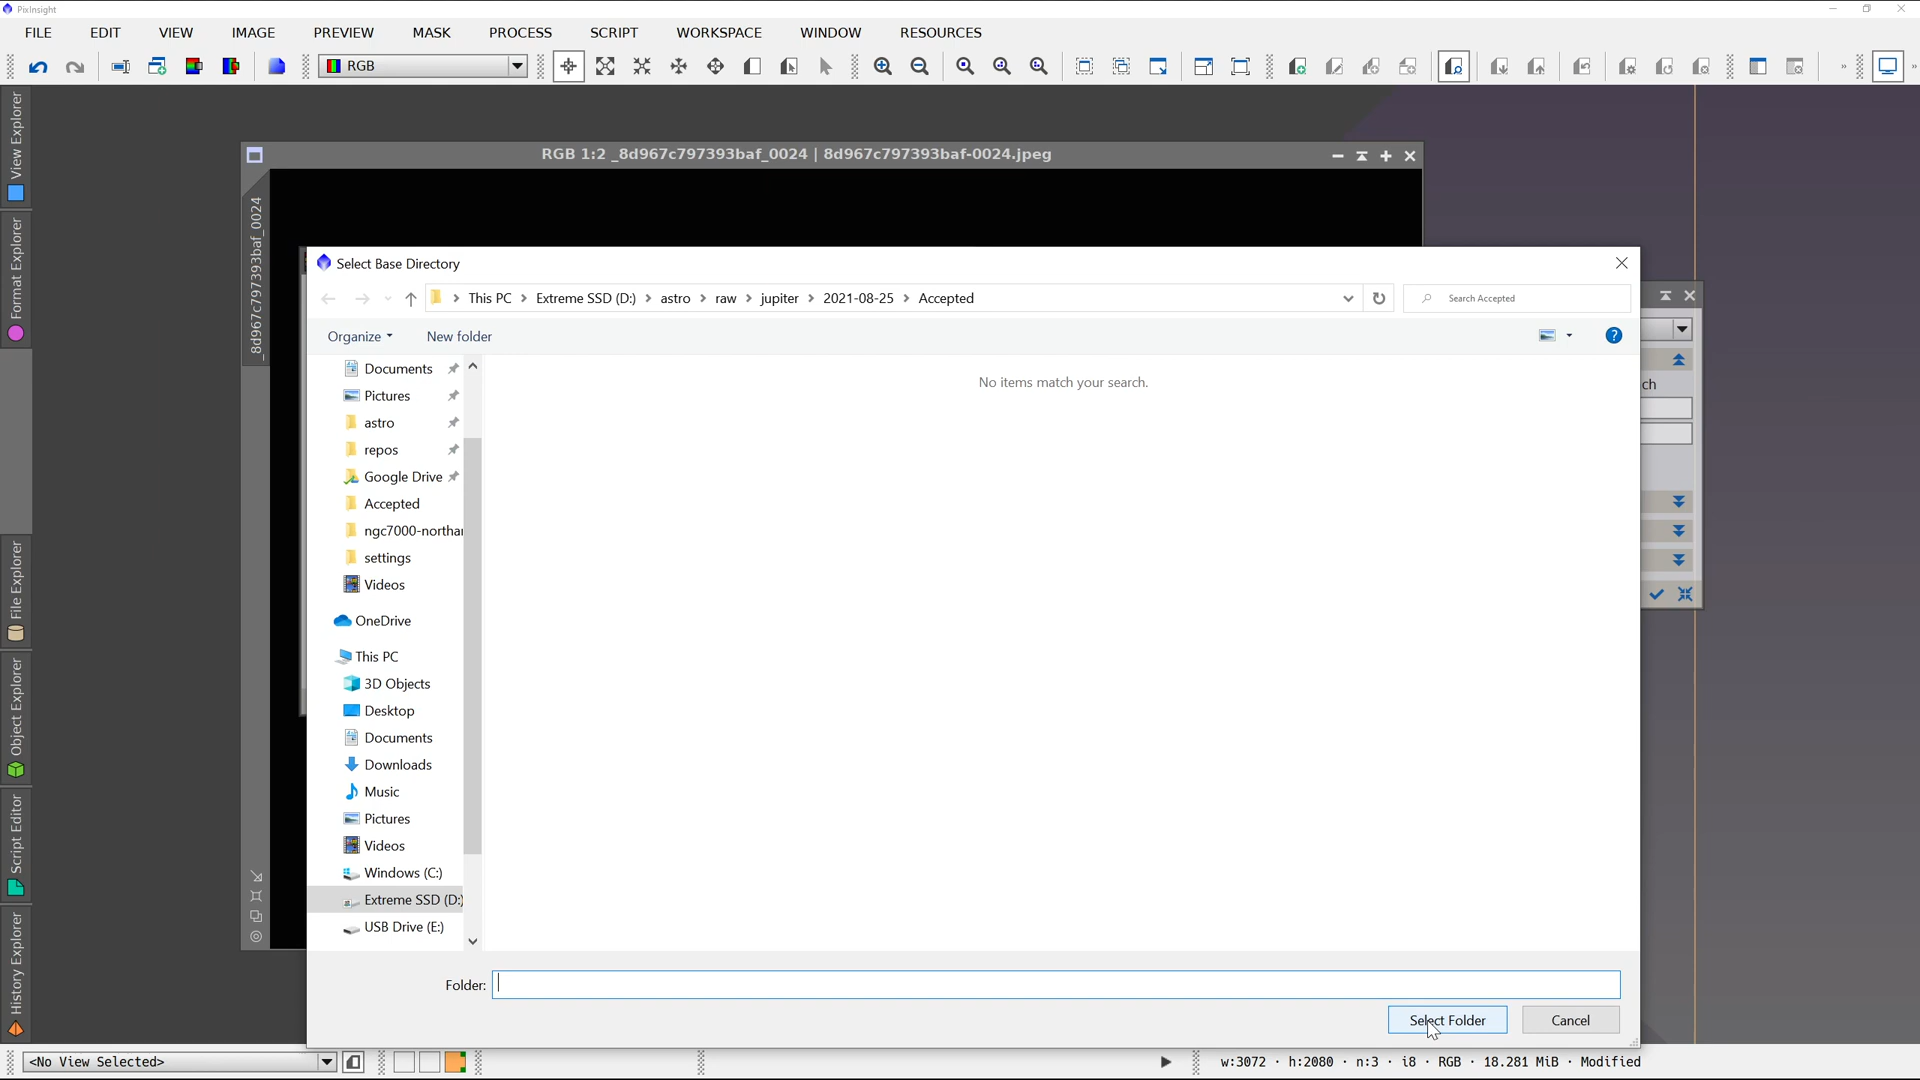 PixInsight
FILE EDIT VIEW IMAGE PREVIEW MASK PROCESS SCRIPT WORKSPACE WINDOW RESOURCES
RGB
View Explorer
Format Explorer
File Explorer
Object Explorer
Script Editor
History Explorer
RGB 1:2 _8d967c797393baf_0024 | 8d967c797393baf-0024.jpeg
_8d967c797393baf_0024
Select Base Directory
This PC > Extreme SSD (D:) > astro > raw > jupiter > 2021-08-25 > Accepted
Search Accepted
Organize New folder
Documents
Pictures
astro
repos
Google Drive
Accepted
ngc7000-northar
settings
Videos
OneDrive
This PC
3D Objects
Desktop
Documents
Downloads
Music
Pictures
Videos
Windows (C:)
Extreme SSD (D:)
USB Drive (E:)
No items match your search.
ch
Folder:
Select Folder Cancel
<No View Selected>
w:3072 · h:2080 · n:3 · i8 · RGB · 18.281 MiB · Modified